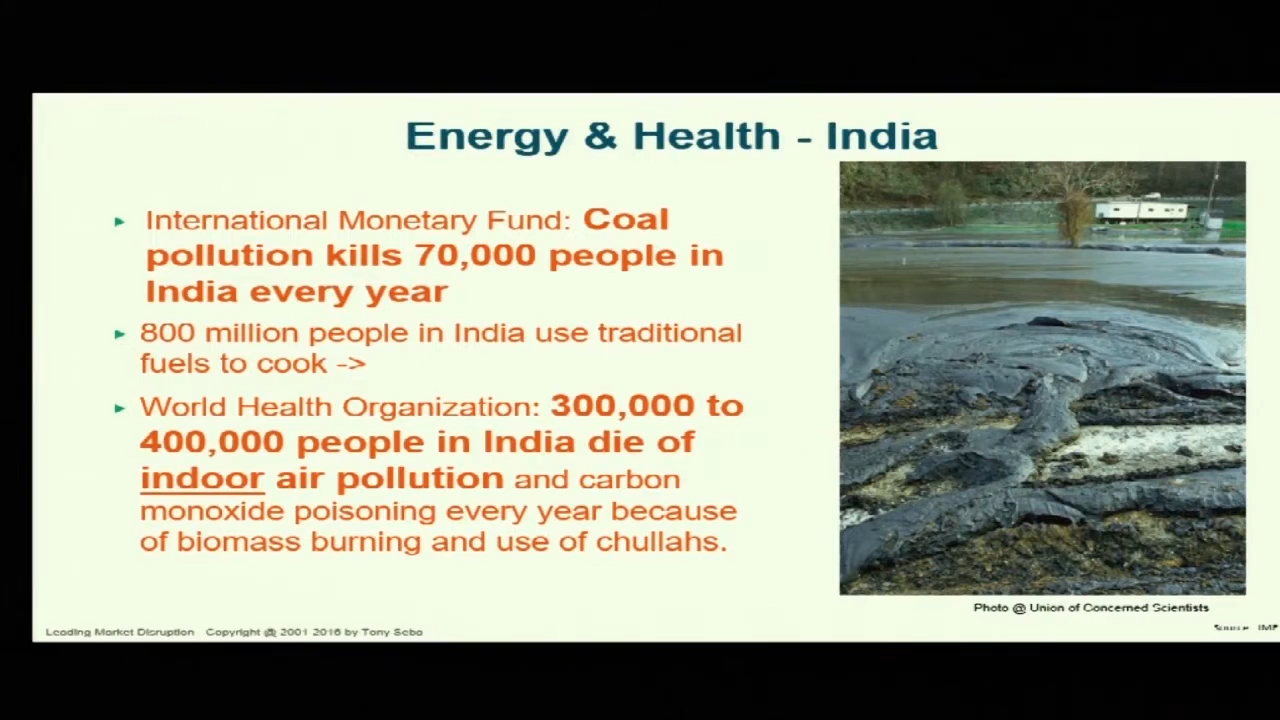 Energy & Health - India
▸ International Monetary Fund: Coal
pollution kills 70,000 people in
India every year
▸ 800 million people in India use traditional
fuels to cook ->
▸ World Health Organization: 300,000 to
400,000 people in India die of
indoor air pollution and carbon
monoxide poisoning every year because
of biomass burning and use of chullahs.
Photo @ Union of Concerned Scientists
Leading Market Disruption Copyright @ 2001-2016 by Tony Seba
Source IMF